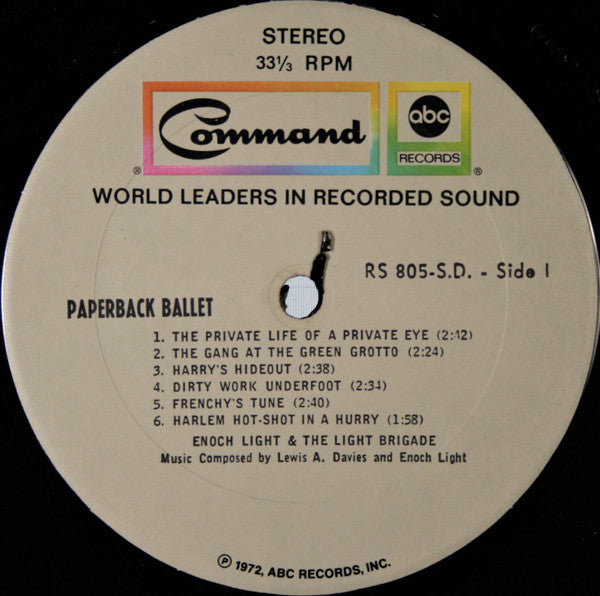 STEREO
33⅓ RPM
Command
abc
RECORDS
®
®
WORLD LEADERS IN RECORDED SOUND
RS 805-S.D. - Side 1
PAPERBACK BALLET
1. THE PRIVATE LIFE OF A PRIVATE EYE (2:42)
2. THE GANG AT THE GREEN GROTTO (2:24)
3. HARRY'S HIDEOUT (2:38)
4. DIRTY WORK UNDERFOOT (2:34)
5. FRENCHY'S TUNE (2:40)
6. HARLEM HOT-SHOT IN A HURRY (1:58)
ENOCH LIGHT & THE LIGHT BRIGADE
Music Composed by Lewis A. Davies and Enoch Light
℗ 1972, ABC RECORDS, INC.